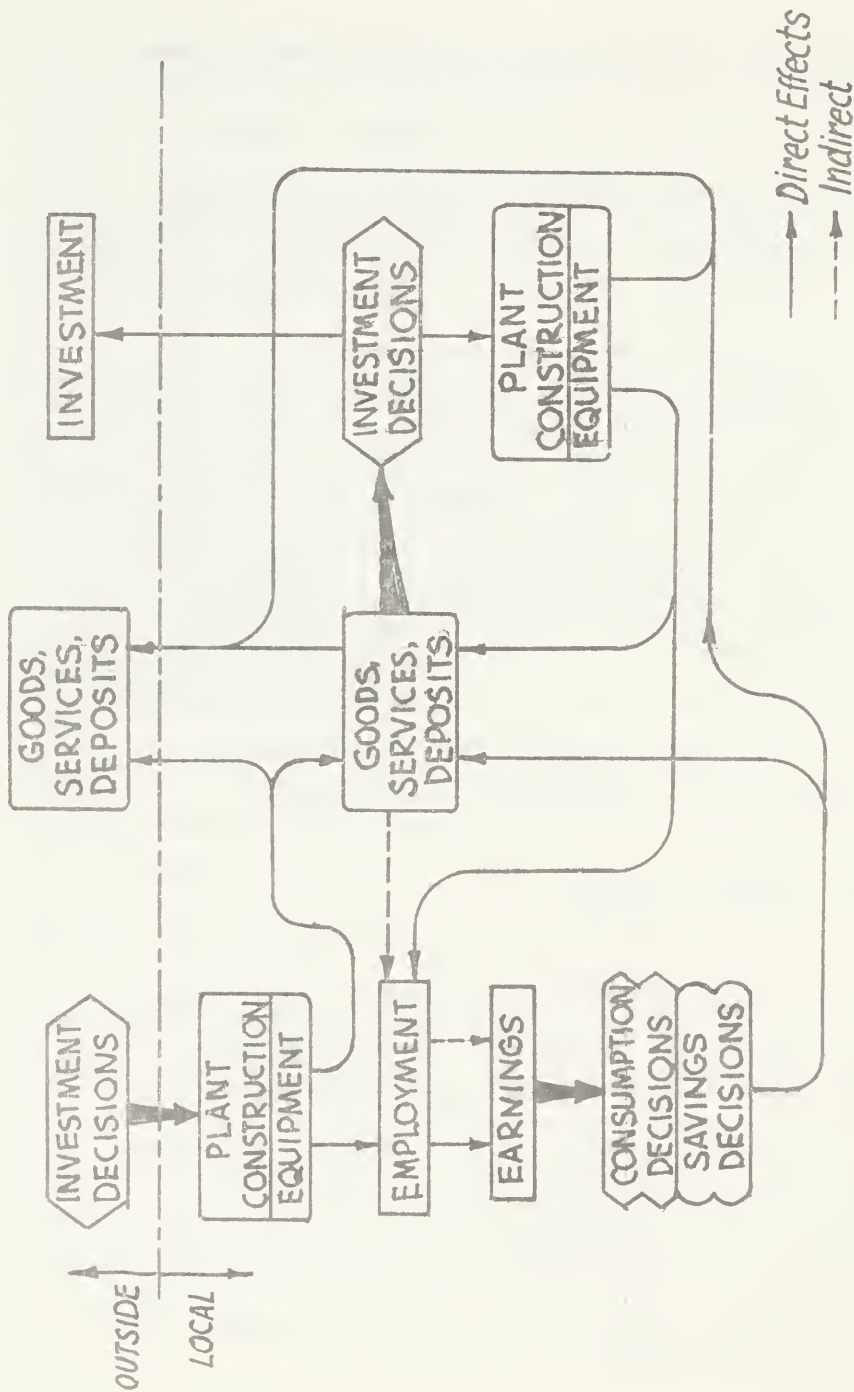 OUTSIDE
LOCAL
INVESTMENT
DECISIONS
GOODS,
SERVICES,
DEPOSITS
INVESTMENT
PLANT
CONSTRUCTION
EQUIPMENT
EMPLOYMENT
EARNINGS
CONSUMPTION
DECISIONS
SAVINGS
DECISIONS
GOODS,
SERVICES,
DEPOSITS
INVESTMENT
DECISIONS
PLANT
CONSTRUCTION
EQUIPMENT
Direct Effects
Indirect